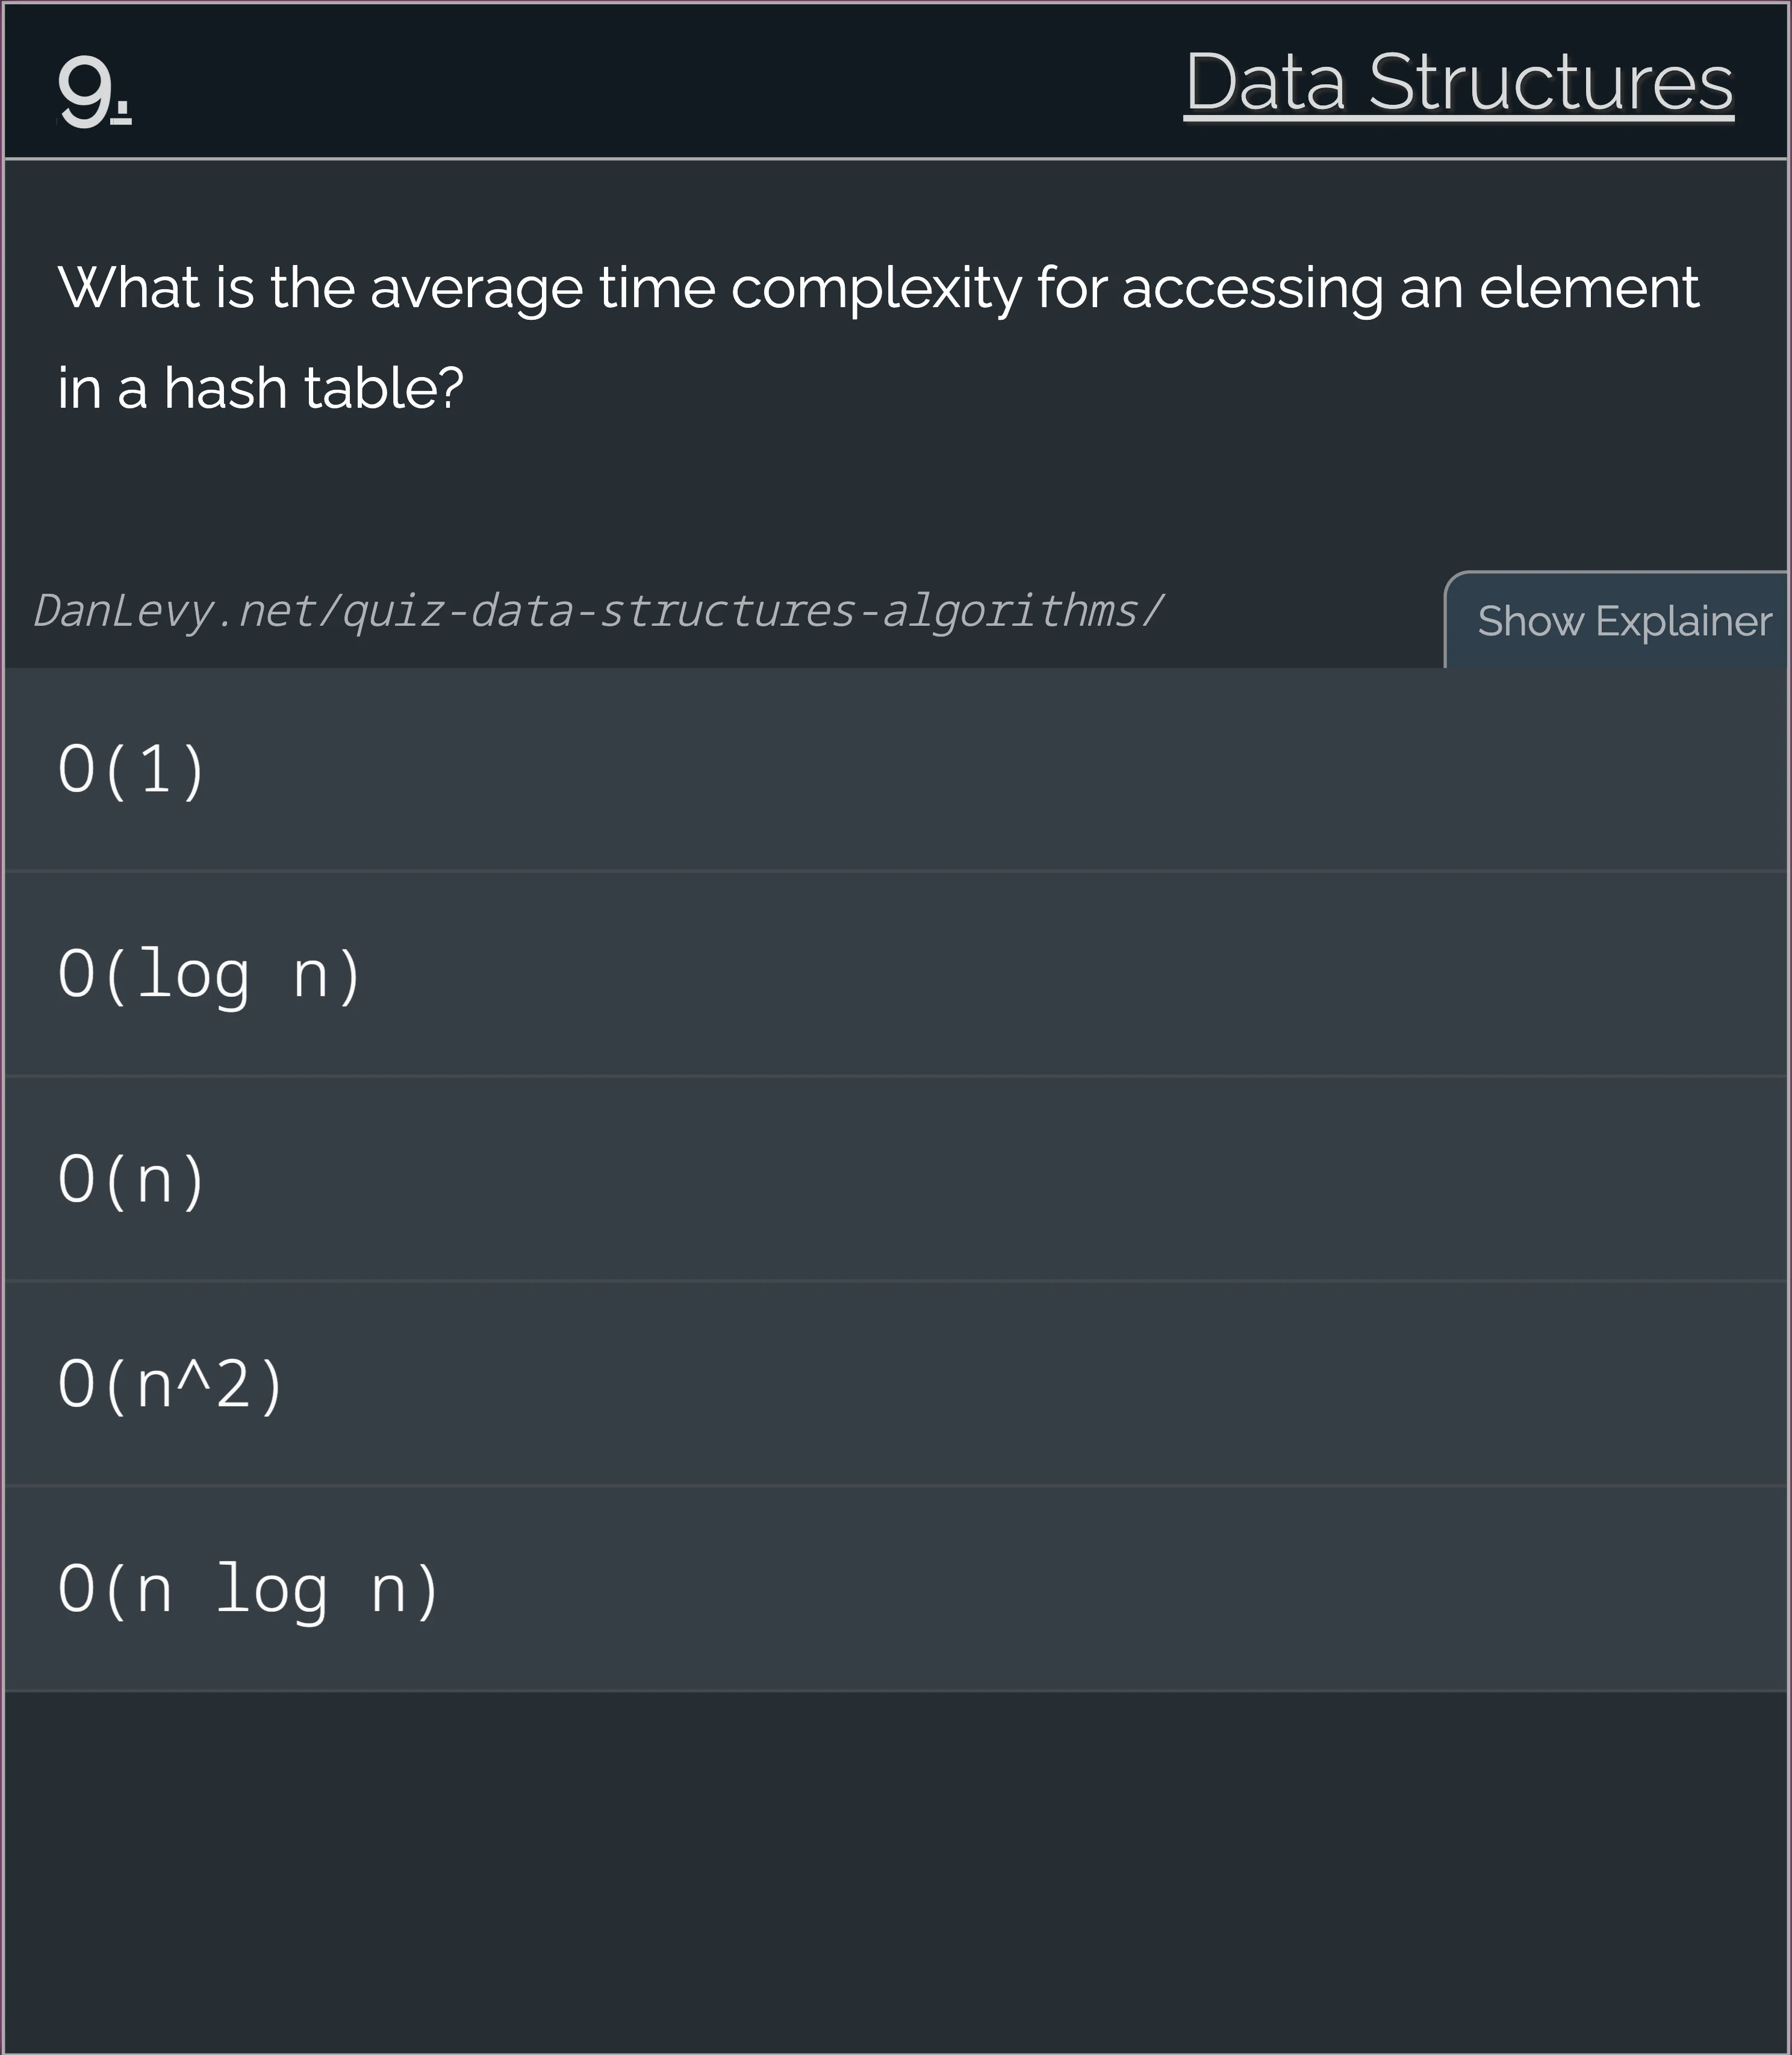 9.
Data Structures
What is the average time complexity for accessing an element
in a hash table?
DanLevy.net/quiz-data-structures-algorithms/
Show Explainer
O(1)
O(log n)
O(n)
O(n^2)
O(n log n)